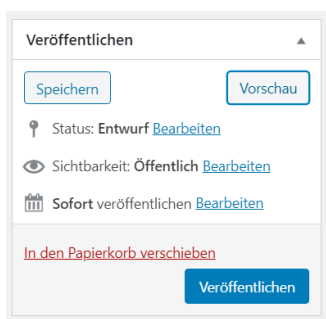 Veröffentlichen
Speichern Vorschau
Status: Entwurf Bearbeiten
Sichtbarkeit: Öffentlich Bearbeiten
Sofort veröffentlichen Bearbeiten
In den Papierkorb verschieben
Veröffentlichen